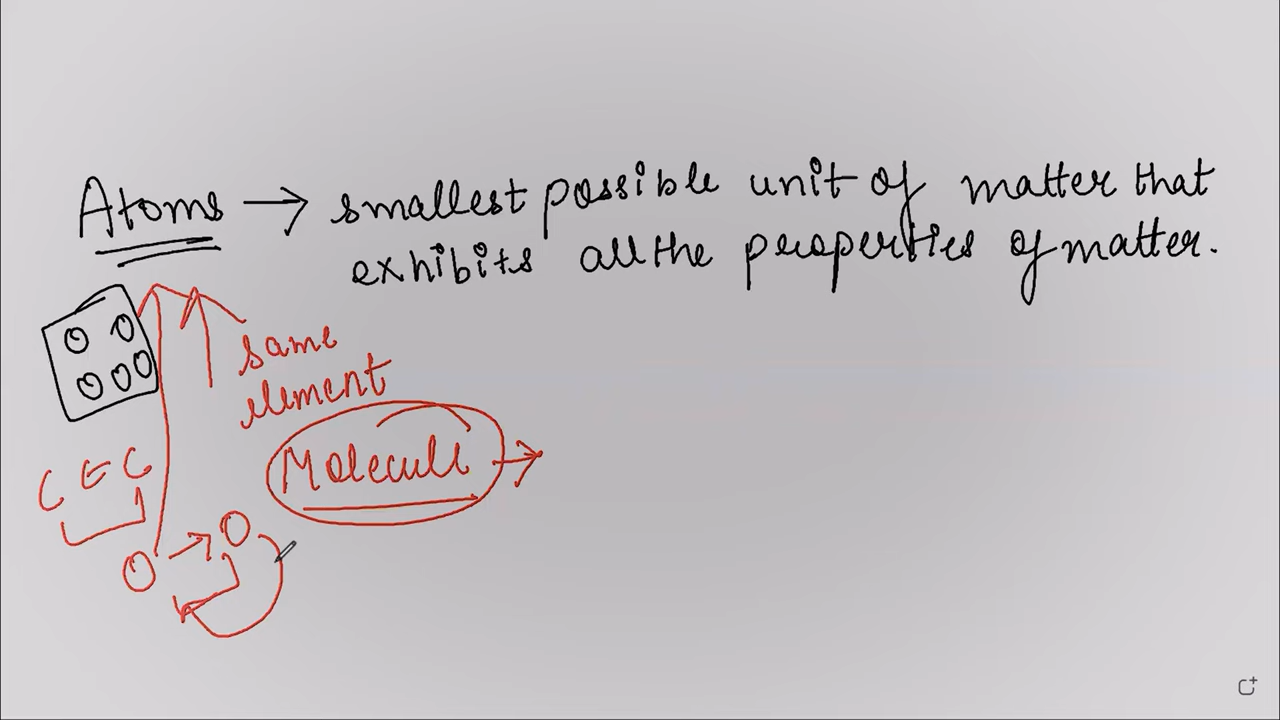 Atoms → smallest possible unit of matter that
exhibits all the properties of matter.
same
element
Molecule →